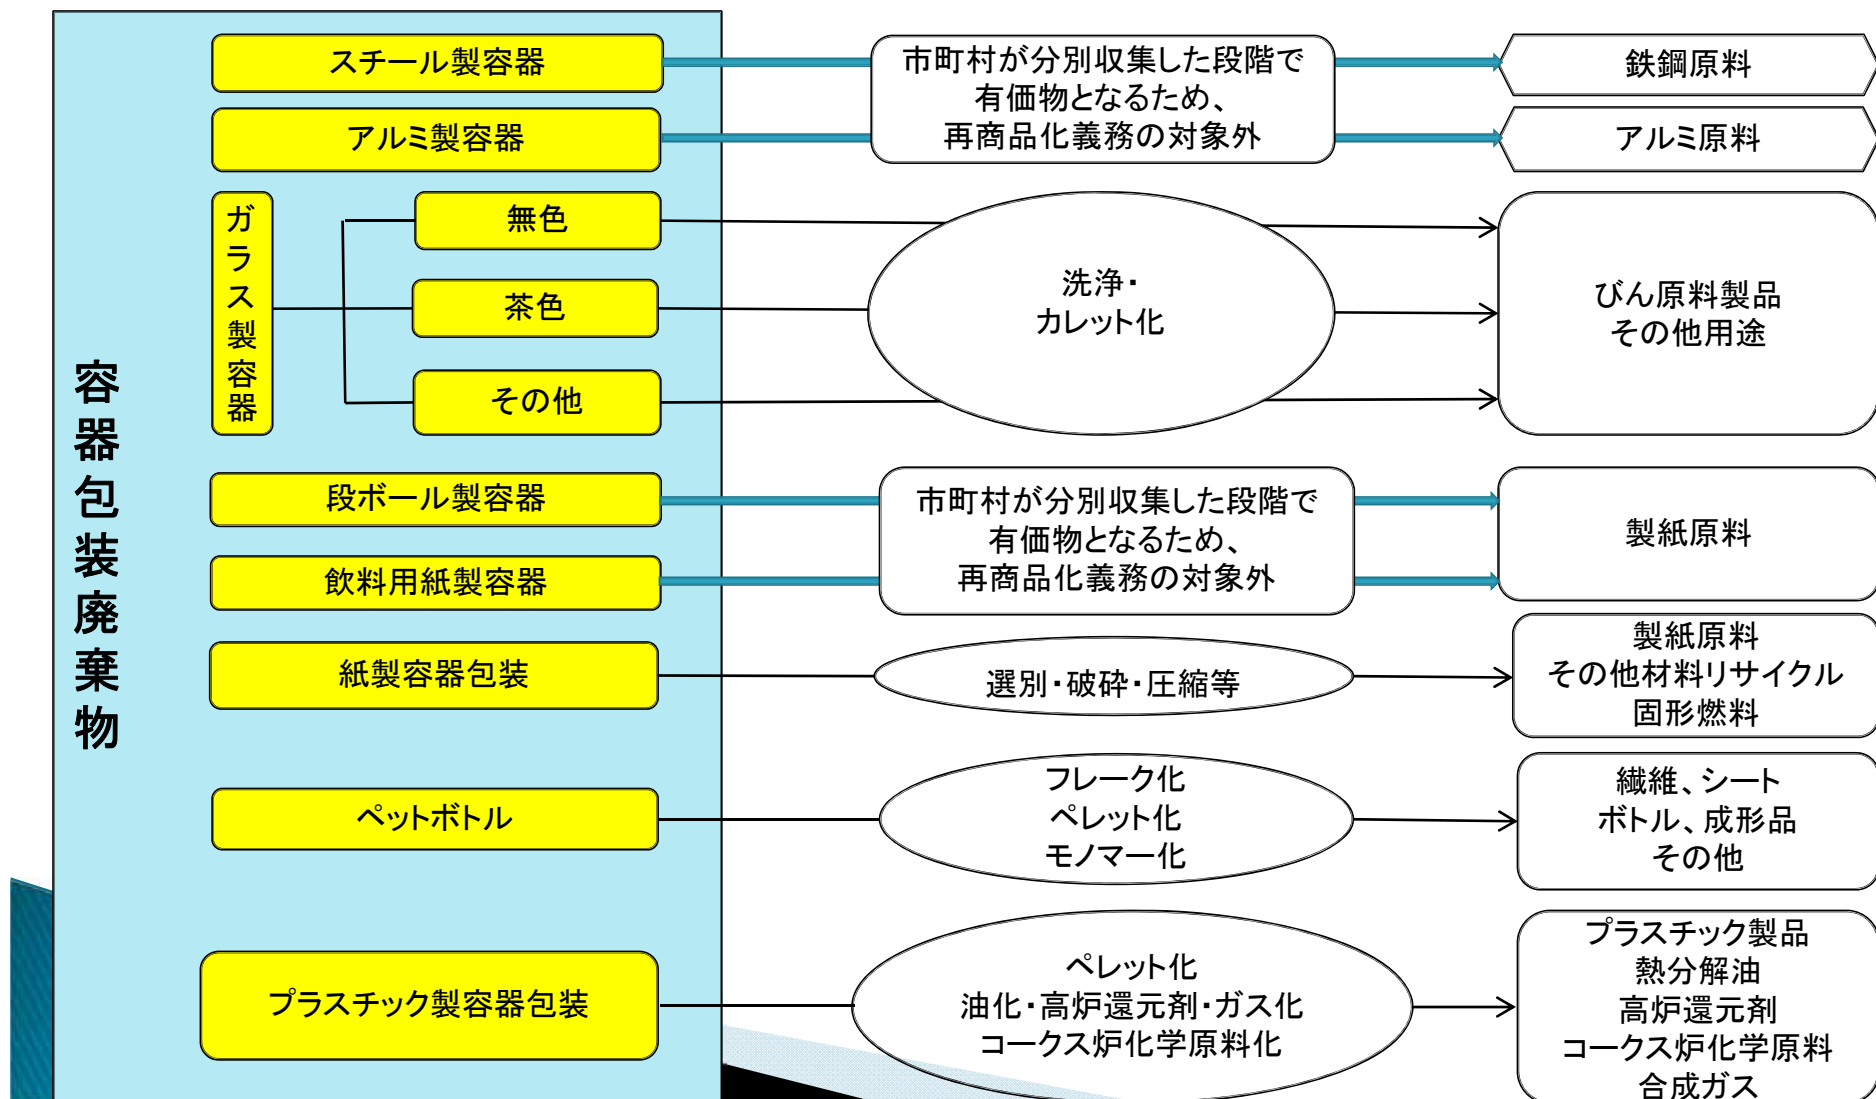 容器包装廃棄物
スチール製容器
市町村が分別収集した段階で
有価物となるため、
再商品化義務の対象外
鉄鋼原料
アルミ製容器
アルミ原料
ガラス製容器
無色
茶色
その他
洗浄・
カレット化
びん原料製品
その他用途
段ボール製容器
市町村が分別収集した段階で
有価物となるため、
再商品化義務の対象外
製紙原料
飲料用紙製容器
紙製容器包装
選別・破砕・圧縮等
製紙原料
その他材料リサイクル
固形燃料
ペットボトル
フレーク化
ペレット化
モノマー化
繊維、シート
ボトル、成形品
その他
プラスチック製容器包装
ペレット化
油化・高炉還元剤・ガス化
コークス炉化学原料化
プラスチック製品
熱分解油
高炉還元剤
コークス炉化学原料
合成ガス